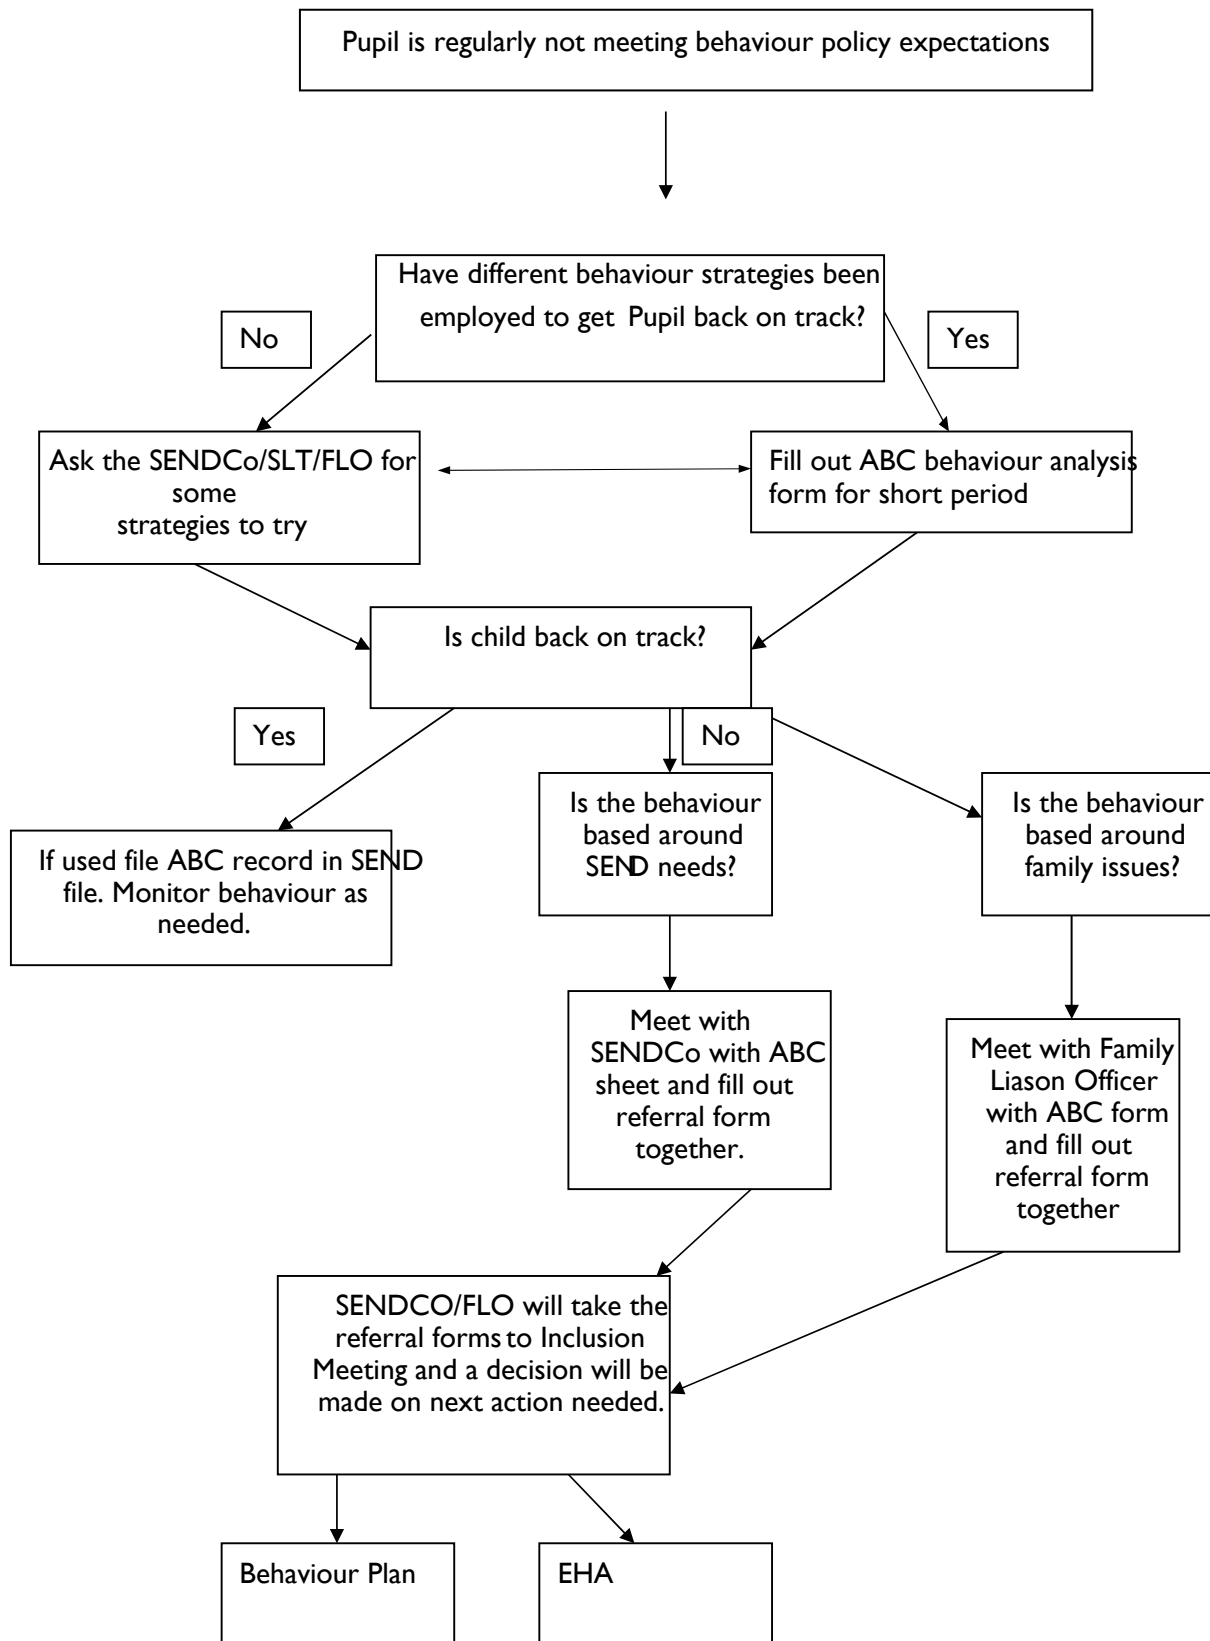 Pupil is regularly not meeting behaviour policy expectations
Have different behaviour strategies been
employed to get Pupil back on track?
No
Yes
Ask the SENDCo/SLT/FLO for
some
strategies to try
Fill out ABC behaviour analysis
form for short period
Is child back on track?
Yes
No
If used file ABC record in SEND
file. Monitor behaviour as
needed.
Is the behaviour
based around
SEND needs?
Is the behaviour
based around
family issues?
Meet with
SENDCo with ABC
sheet and fill out
referral form
together.
Meet with Family
Liason Officer
with ABC form
and fill out
referral form
together
SENDCO/FLO will take the
referral forms to Inclusion
Meeting and a decision will be
made on next action needed.
Behaviour Plan
EHA